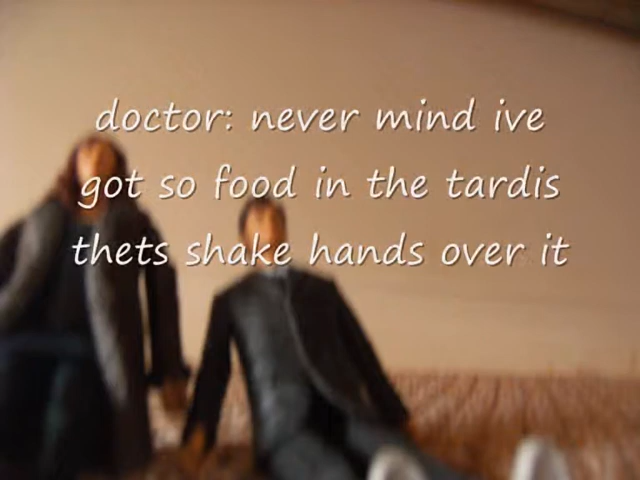 doctor: never mind ive
got so food in the tardis
thets shake hands over it